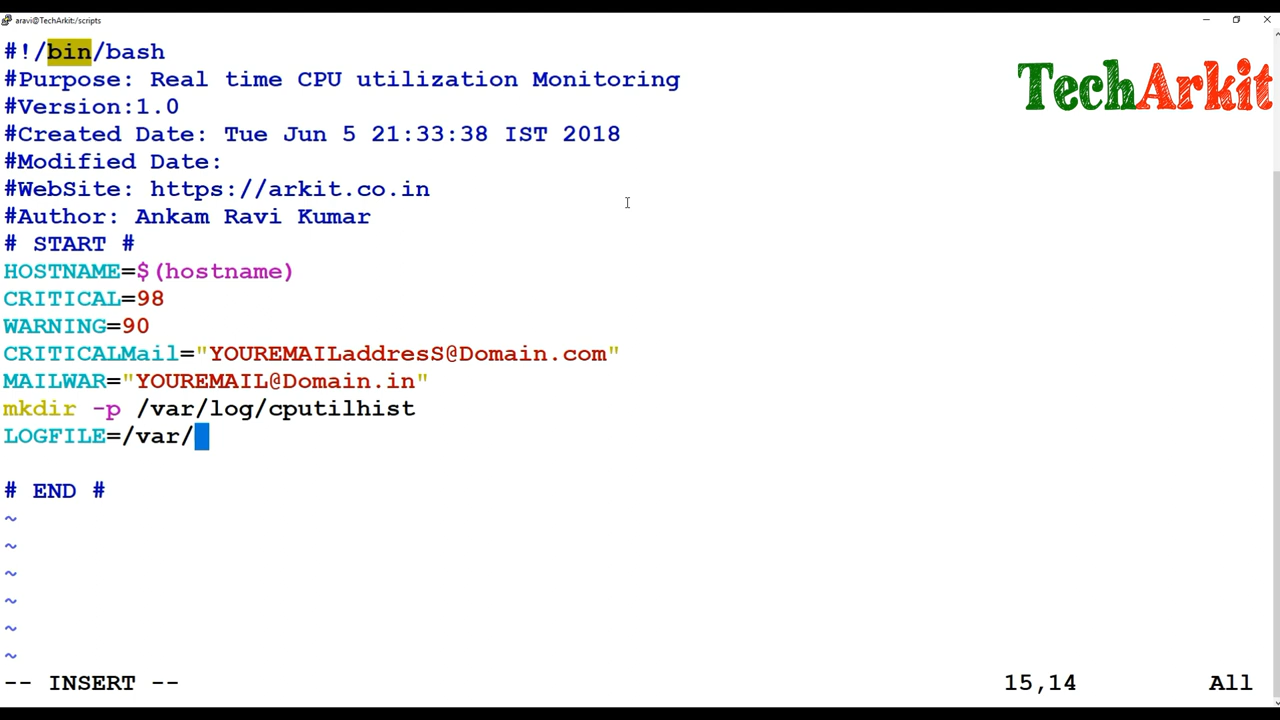 aravi@TechArkit:/scripts
#!/bin/bash
#Purpose: Real time CPU utilization Monitoring
#Version:1.0
#Created Date: Tue Jun 5 21:33:38 IST 2018
#Modified Date:
#WebSite: https://arkit.co.in
#Author: Ankam Ravi Kumar
# START #
HOSTNAME=$(hostname)
CRITICAL=98
WARNING=90
CRITICALMail="YOUREMAILaddresS@Domain.com"
MAILWAR="YOUREMAIL@Domain.in"
mkdir -p /var/log/cputilhist
LOGFILE=/var/
# END #
~
~
~
~
~
~
-- INSERT -- 15,14 All
TechArkit